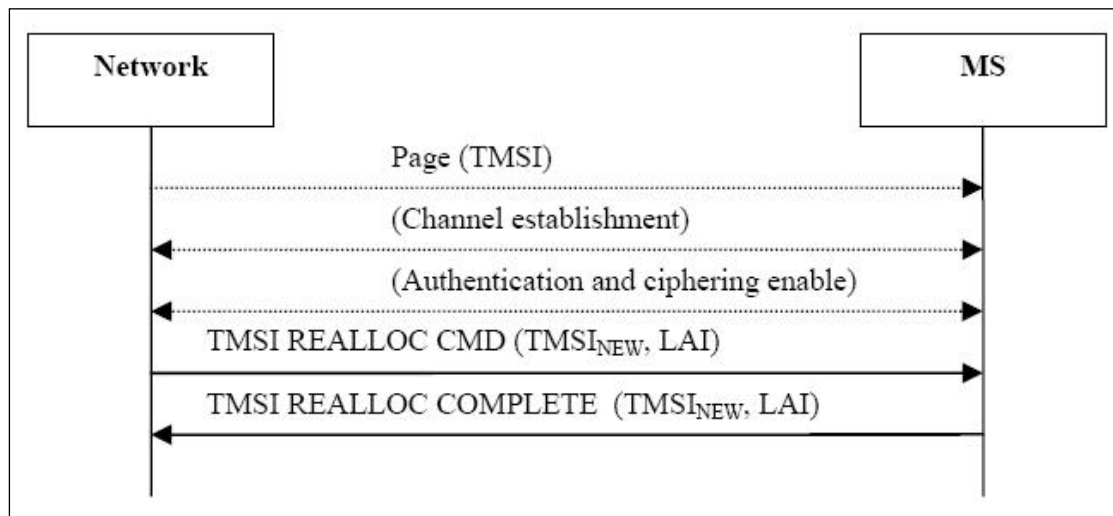 Network
MS
Page (TMSI)
(Channel establishment)
(Authentication and ciphering enable)
TMSI REALLOC CMD (TMSINEW, LAI)
TMSI REALLOC COMPLETE (TMSINEW, LAI)